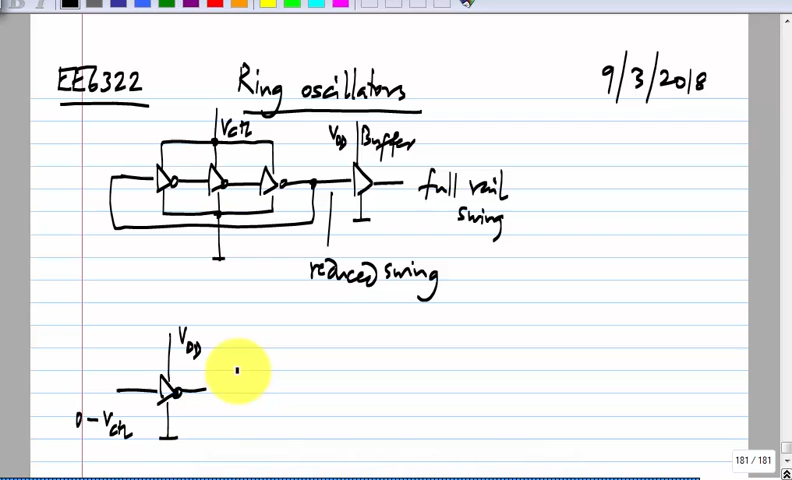 EE6322 Ring oscillators 9/3/2018
Vctl
VDD Buffer
full rail
swing
reduced swing
VDD
0-Vctl
181 / 181